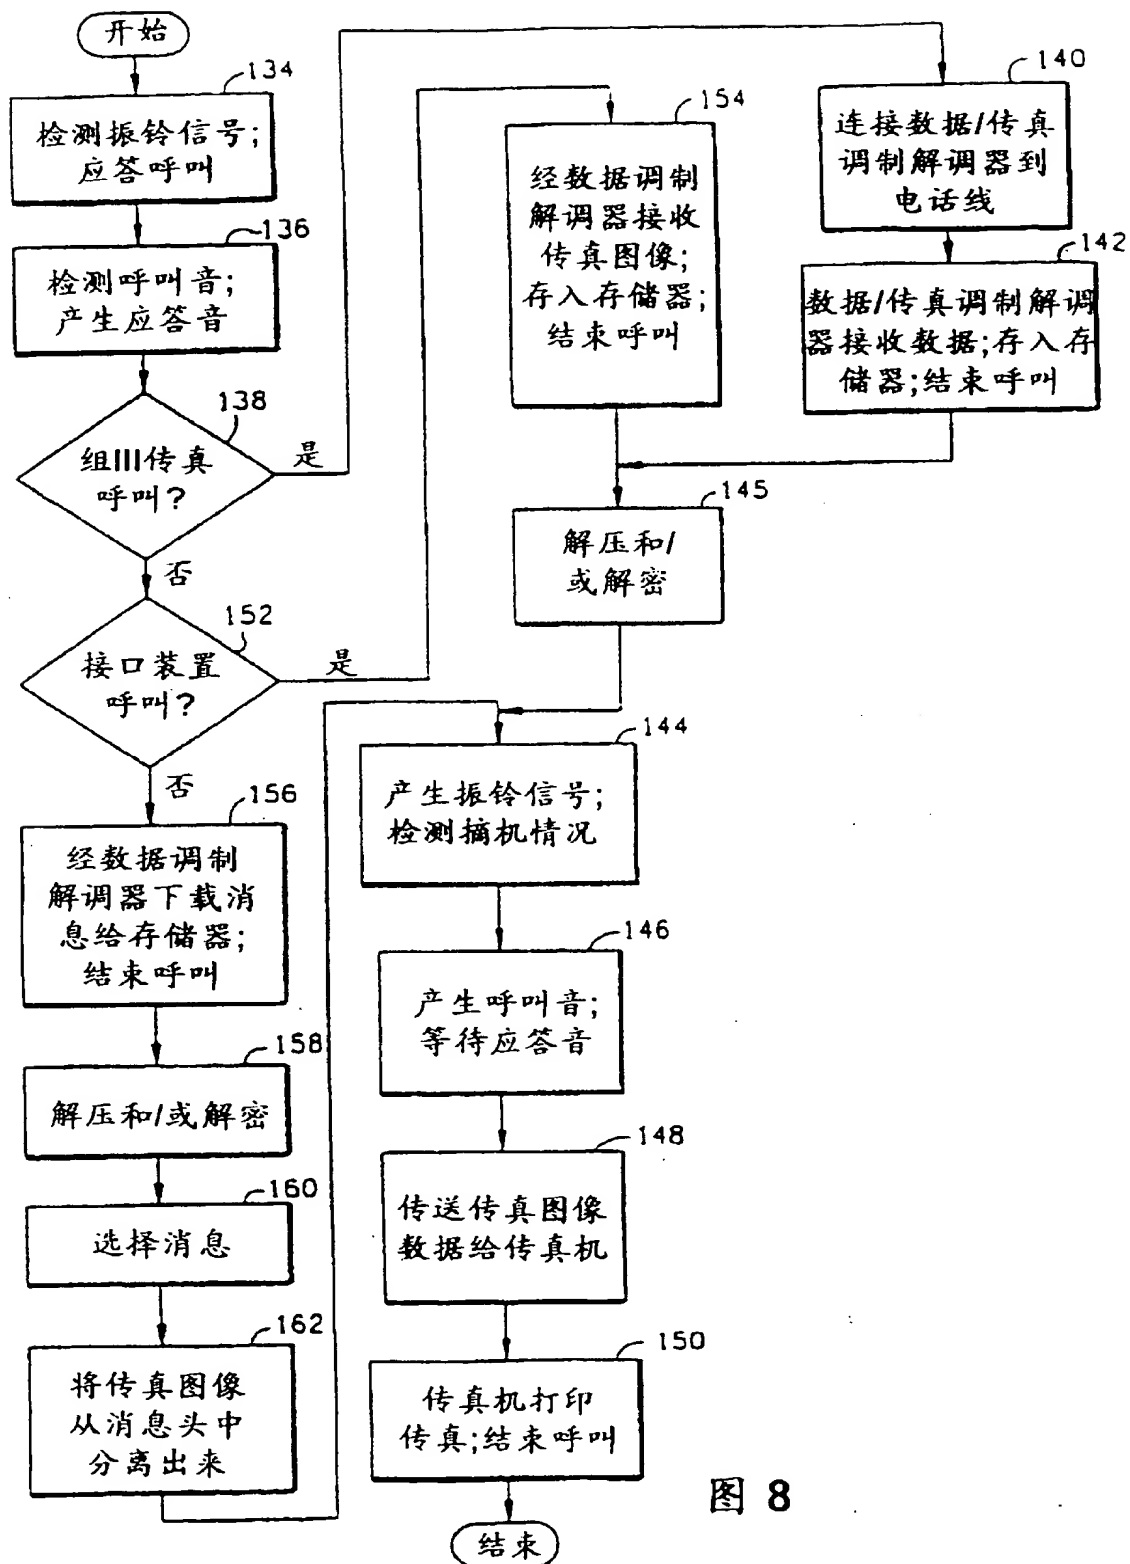 开始
134
检测振铃信号;
应答呼叫
136
检测呼叫音;
产生应答音
138
组III传真
呼叫?
是
否
152
接口装置
呼叫?
是
否
156
经数据调制
解调器下载消
息给存储器;
结束呼叫
158
解压和/或解密
160
选择消息
162
将传真图像
从消息头中
分离出来
154
经数据调制
解调器接收
传真图像;
存入存储器;
结束呼叫
140
连接数据/传真
调制解调器到
电话线
142
数据/传真调制解调
器接收数据;存入存
储器;结束呼叫
145
解压和/
或解密
144
产生振铃信号;
检测摘机情况
146
产生呼叫音;
等待应答音
148
传送传真图像
数据给传真机
150
传真机打印
传真;结束呼叫
结束
图 8